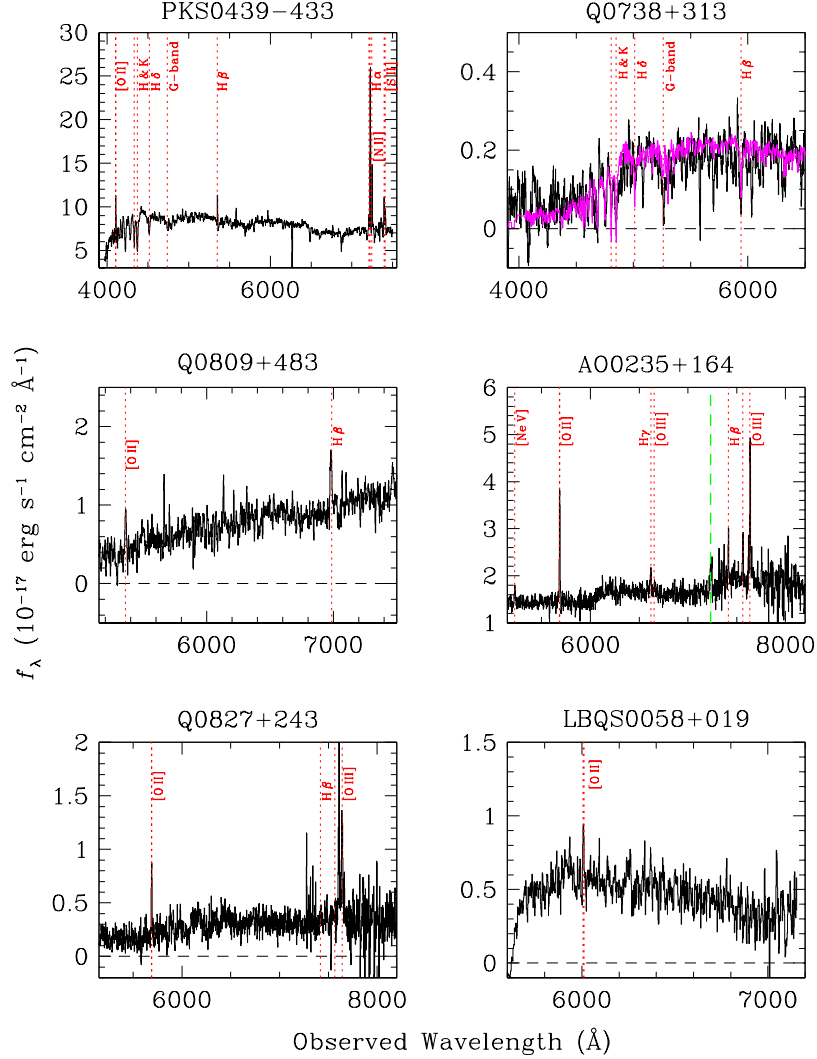 PKS0439−433
30
25
20
15
10
5
4000
6000
[O II]
H & K
H δ
G−band
H β
[N II]
H α
[S II]
Q0738+313
0.4
0.2
0
4000
6000
H & K
H δ
G−band
H β
Q0809+483
2
1
0
6000
7000
[O II]
H β
AO0235+164
6
5
4
3
2
1
6000
8000
[Ne V]
[O II]
H γ
[O III]
H β
[O III]
Q0827+243
2
1.5
1
0.5
0
6000
8000
[O II]
H β
[O III]
LBQS0058+019
1.5
1
0.5
0
6000
7000
[O II]
f λ (10⁻¹⁷ erg s⁻¹ cm⁻² Å⁻¹)
Observed Wavelength (Å)